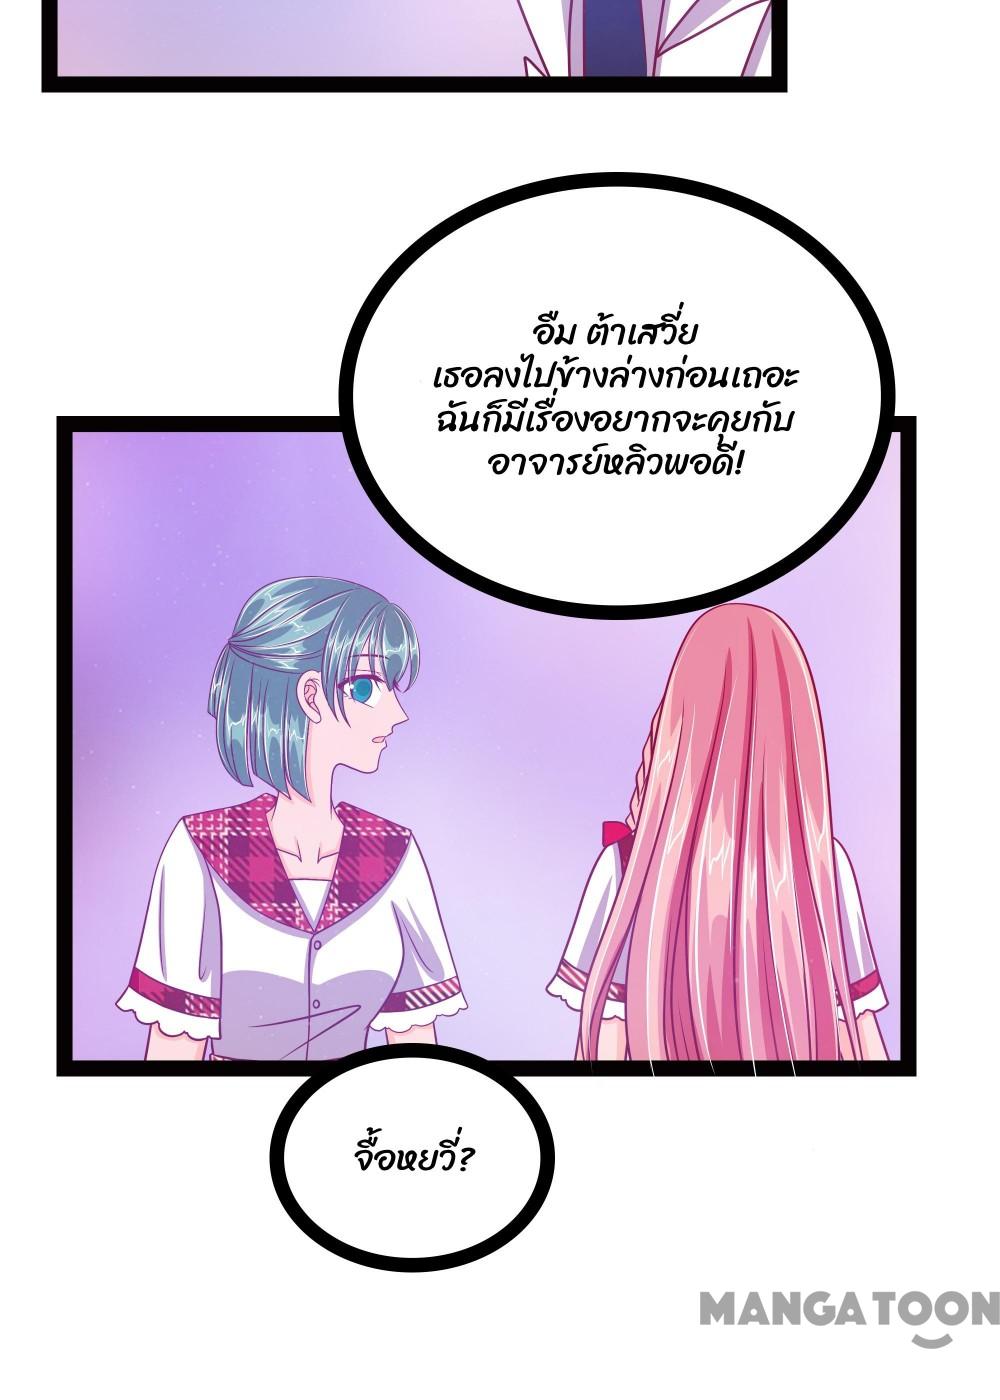 อืม ต้าเสวี่ย
เธอลงไปข้างล่างก่อนเถอะ
ฉันก็มีเรื่องอยากจะคุยกับ
อาจารย์หลิวพอดี!
จื้อหยวี่?
MANGA TOON